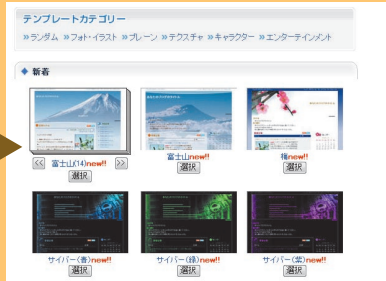 テンプレートカテゴリー
»ランダム »フォト・イラスト »プレーン »テクスチャ »キャラクター »エンターテインメント
◆ 新着
<< 富士山(14)new!! >>
選択
富士山new!!
選択
梅new!!
選択
サイバー(青)new!!
選択
サイバー(緑)new!!
選択
サイバー(紫)new!!
選択